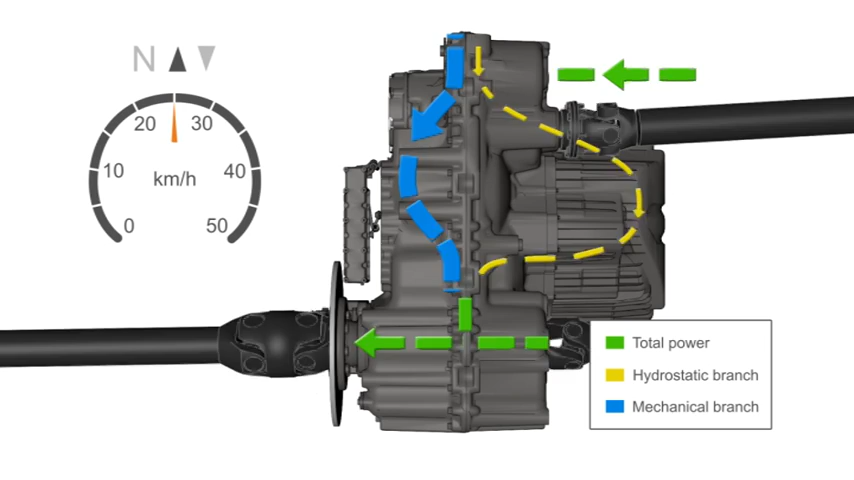 N
20 30
10 40
km/h
0 50
Total power
Hydrostatic branch
Mechanical branch